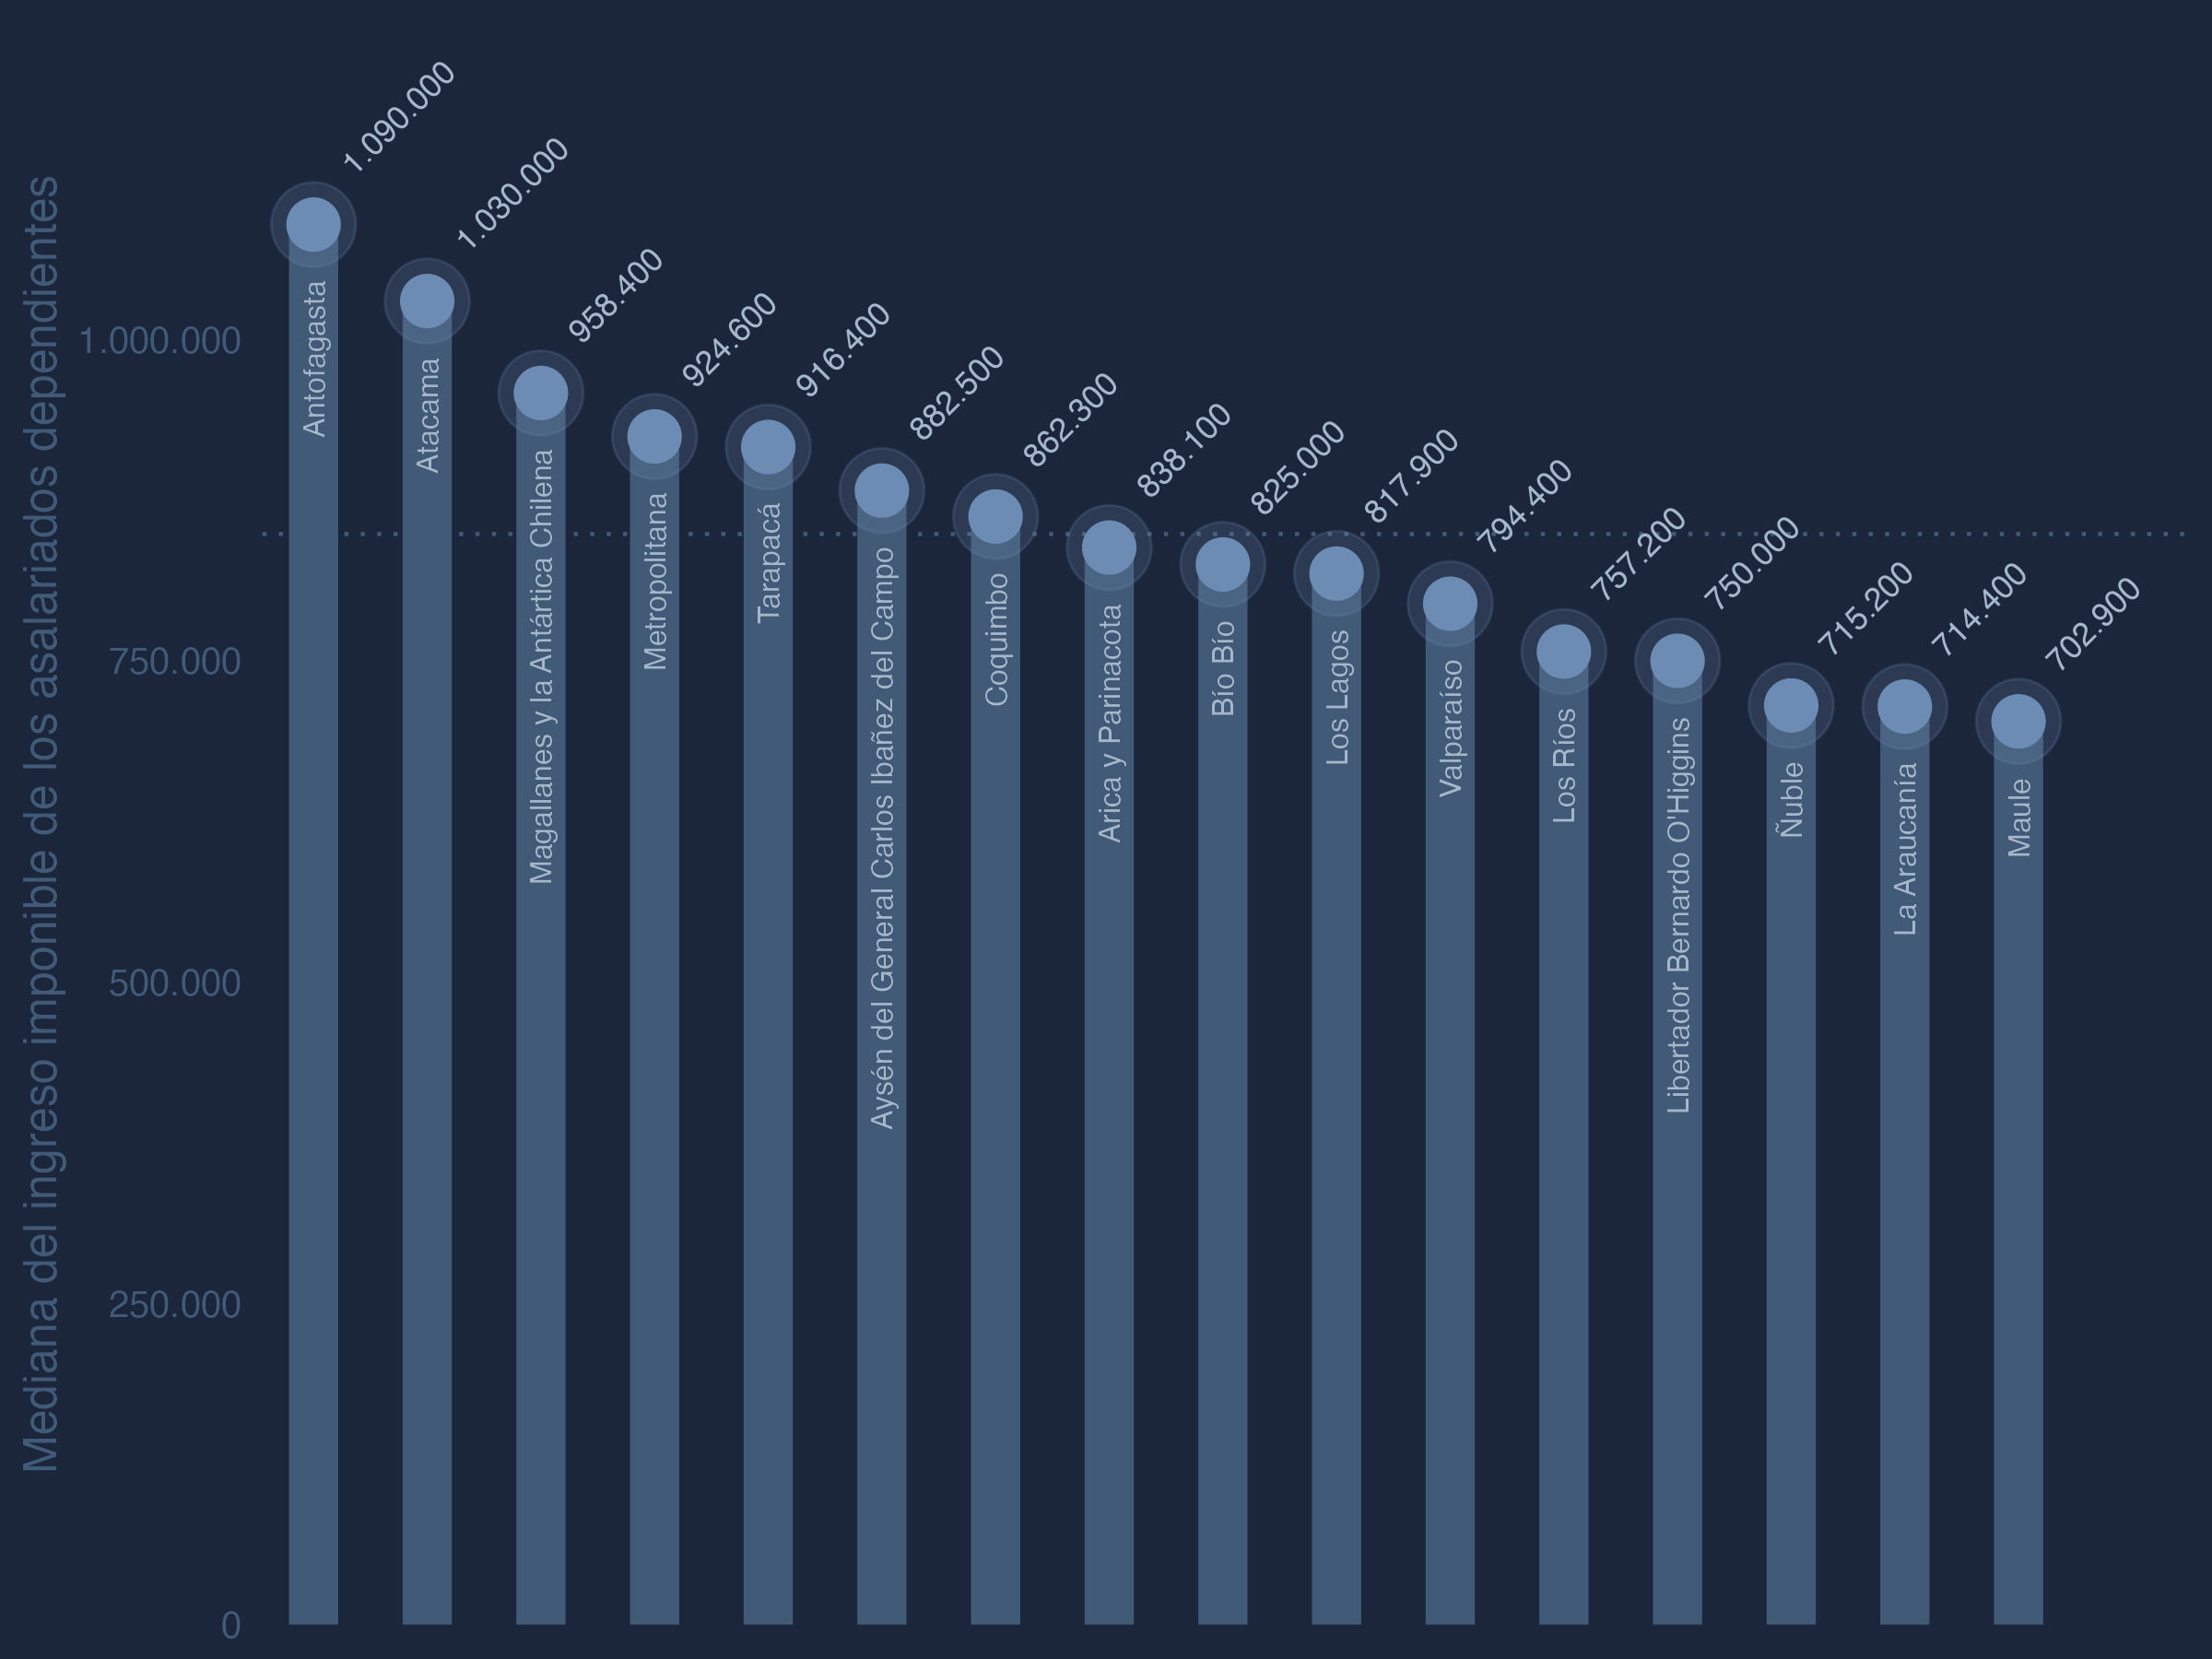 Mediana del ingreso imponible de los asalariados dependientes
1.000.000
750.000
500.000
250.000
0
1.090.000
Antofagasta
1.030.000
Atacama
958.400
Magallanes y la Antártica Chilena
924.600
Metropolitana
916.400
Tarapacá
882.500
Aysén del General Carlos Ibañez del Campo
862.300
Coquimbo
838.100
Arica y Parinacota
825.000
Bío Bío
817.900
Los Lagos
794.400
Valparaíso
757.200
Los Ríos
750.000
Libertador Bernardo O'Higgins
715.200
Ñuble
714.400
La Araucanía
702.900
Maule